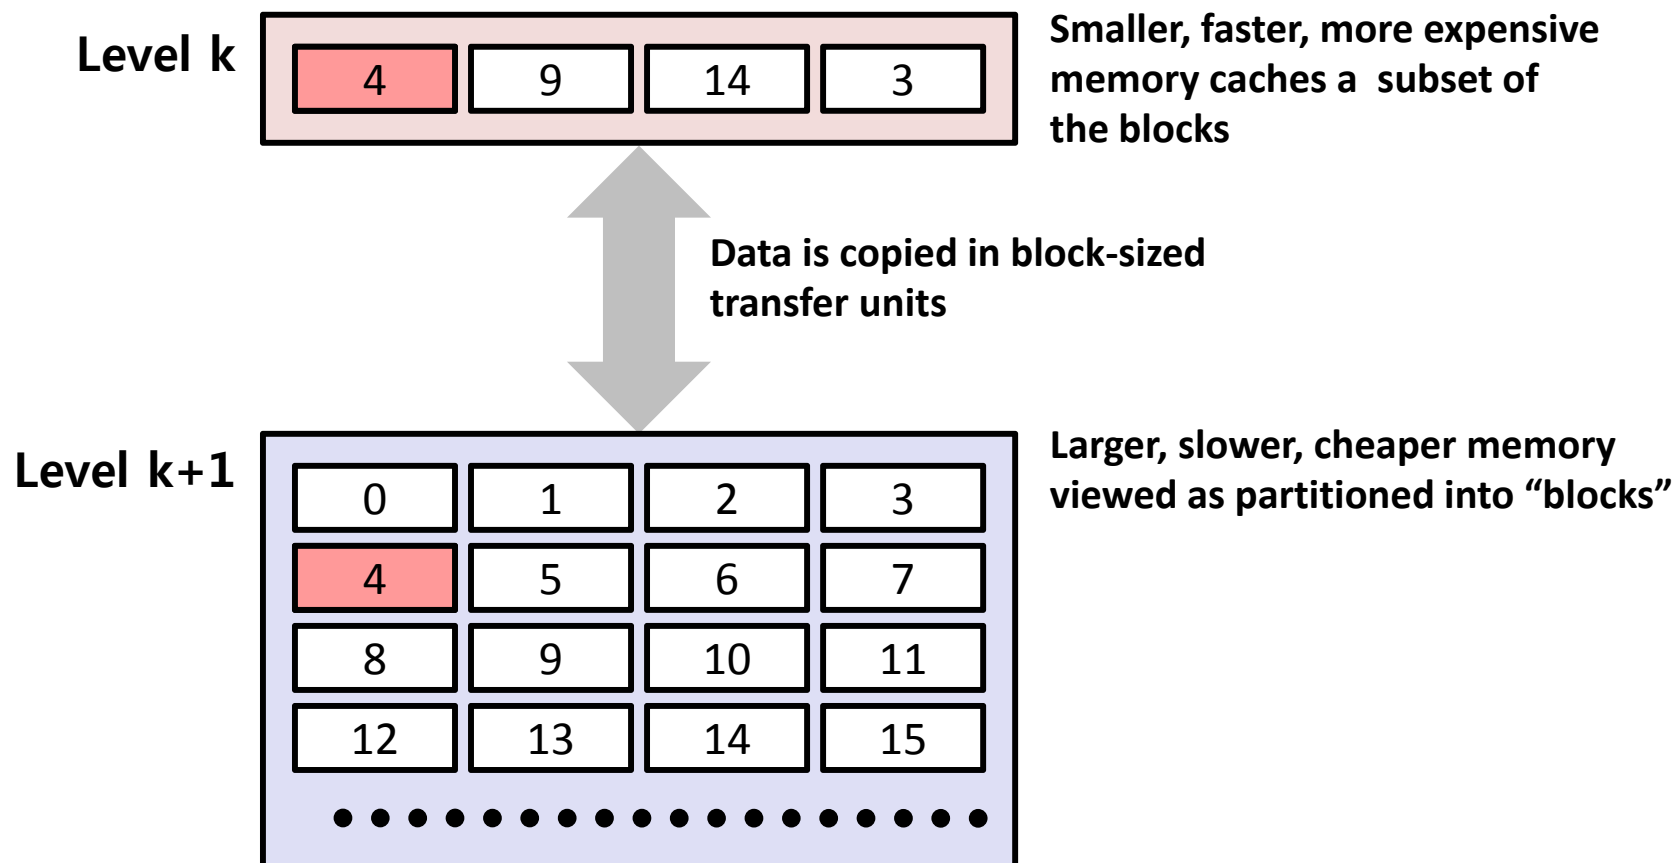 Level k
4 9 14 3
Smaller, faster, more expensive
memory caches a subset of
the blocks
Data is copied in block-sized
transfer units
Level k+1
0 1 2 3
4 5 6 7
8 9 10 11
12 13 14 15
Larger, slower, cheaper memory
viewed as partitioned into “blocks”